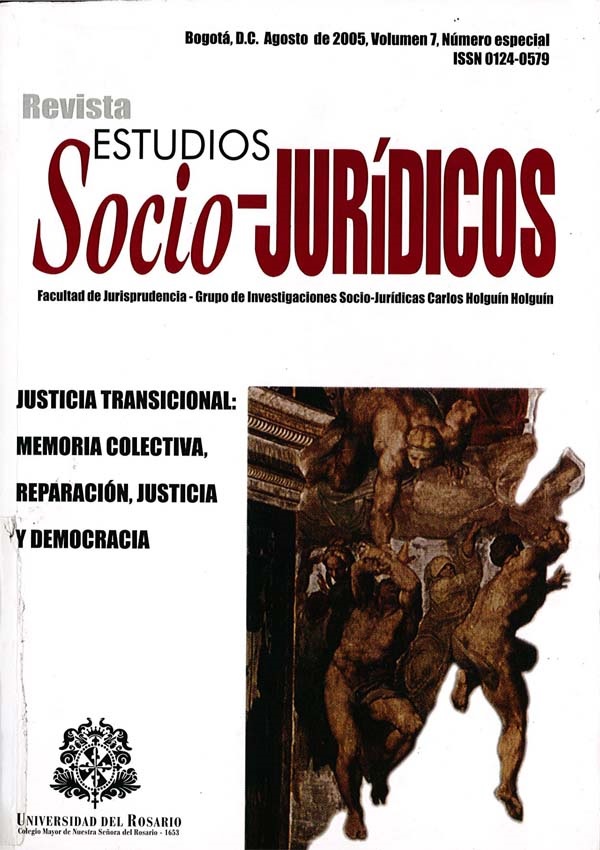 Bogotá, D.C. Agosto de 2005, Volumen 7, Número especial
ISSN 0124-0579
Revista
ESTUDIOS
Socio-JURÍDICOS
Facultad de Jurisprudencia - Grupo de Investigaciones Socio-Jurídicas Carlos Holguín Holguín
JUSTICIA TRANSICIONAL:
MEMORIA COLECTIVA,
REPARACIÓN, JUSTICIA
Y DEMOCRACIA
UNIVERSIDAD DEL ROSARIO
Colegio Mayor de Nuestra Señora del Rosario - 1653